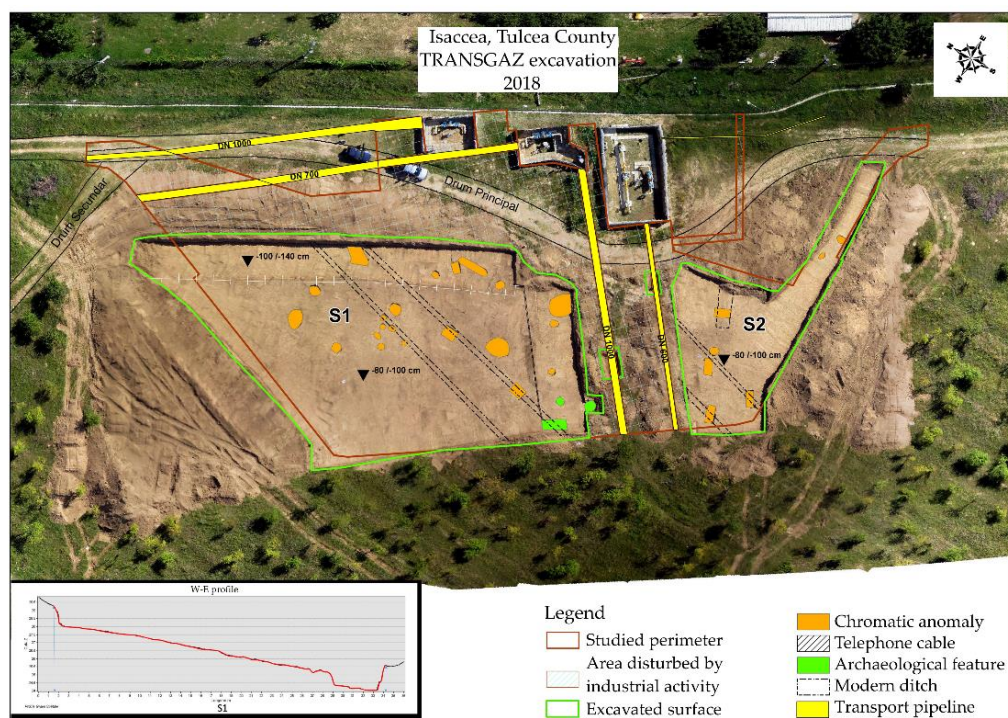 Isaccea, Tulcea County
TRANSGAZ excavation
2018
DN 1000
DN 700
Drum Secundar
Drum Principal
-100 /-140 cm
S1
-80 /-100 cm
DN 1000
S2
-80 /-100 cm
W-E profile
S1
Legend
Studied perimeter
Area disturbed by
industrial activity
Excavated surface
Chromatic anomaly
Telephone cable
Archaeological feature
Modern ditch
Transport pipeline